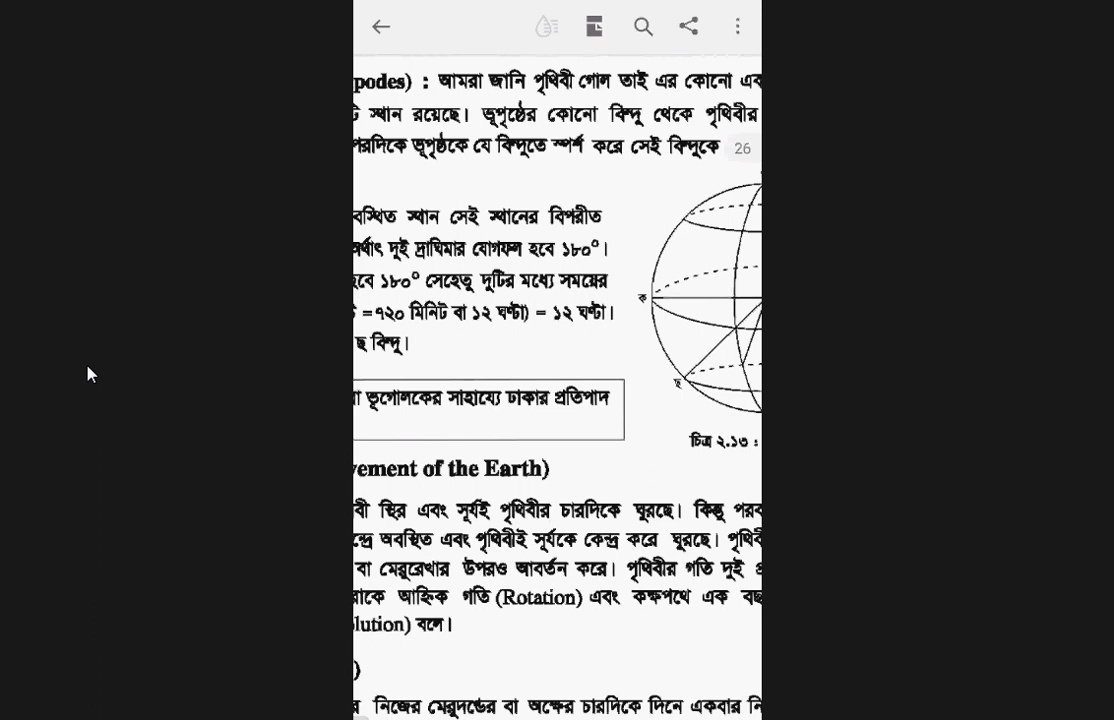 podes) : আমরা জানি পৃথিবী গোল তাই এর কোনো এক
টি স্থান রয়েছে। ভূপৃষ্ঠের কোনো বিন্দু থেকে পৃথিবীর
পরদিকে ভূপৃষ্ঠকে যে বিন্দুতে স্পর্শ করে সেই বিন্দুকে
26
বস্থিত স্থান সেই স্থানের বিপরীত
অর্থাৎ দুই দ্রাঘিমার যোগফল হবে ১৮০°।
হবে ১৮০° সেহেতু দুটির মধ্যে সময়ের
= ৭২০ মিনিট বা ১২ ঘণ্টা) = ১২ ঘণ্টা।
ছ বিন্দু।
ক
ছ
া ভূগোলকের সাহায্যে ঢাকার প্রতিপাদ
চিত্র ২.১৩ :
vement of the Earth)
বী স্থির এবং সূর্যই পৃথিবীর চারদিকে ঘুরছে। কিন্তু পরব
ন্দ্রে অবস্থিত এবং পৃথিবীই সূর্যকে কেন্দ্র করে ঘুরছে। পৃথিবী
বা মেরুরেখার উপরও আবর্তন করে। পৃথিবীর গতি দুই প্র
রাকে আহ্নিক গতি (Rotation) এবং কক্ষপথে এক বছ
lution) বলে।
)
র নিজের মেরুদন্ডের বা অক্ষের চারদিকে দিনে একবার নি